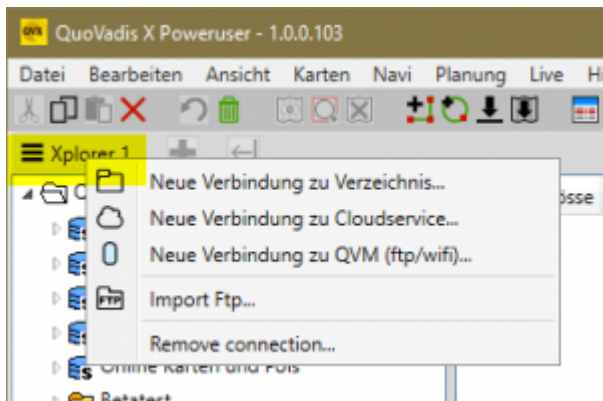 QVX QuoVadis X Poweruser - 1.0.0.103
Datei Bearbeiten Ansicht Karten Navi Planung Live
Xplorer 1
Neue Verbindung zu Verzeichnis...
Neue Verbindung zu Cloudservice...
Neue Verbindung zu QVM (ftp/wifi)...
FTP Import Ftp...
Remove connection...
Online Karten und Pois
Betatest